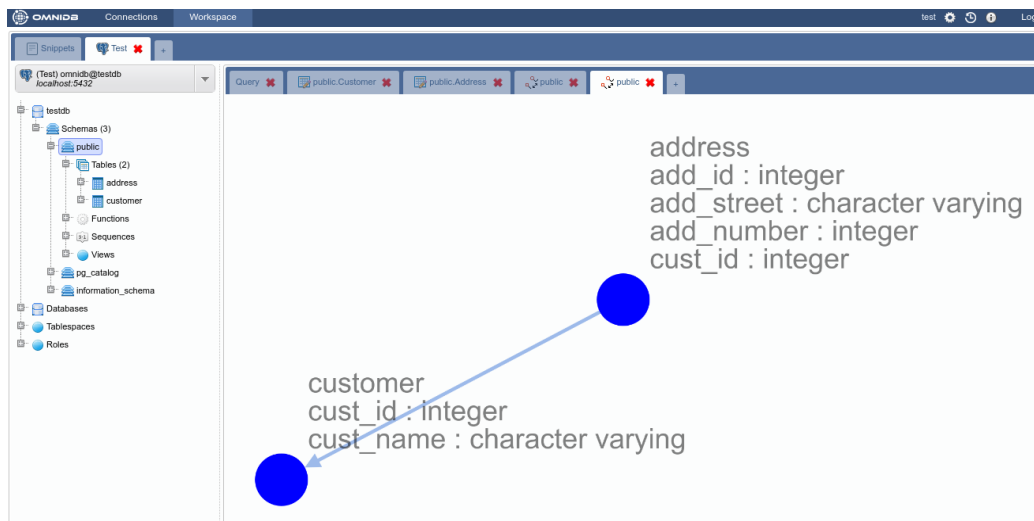 OMNIDB Connections Workspace test Log
Snippets Test +
(Test) omnidb@testdb
localhost:5432
Query public.Customer public.Address public public +
testdb
Schemas (3)
public
Tables (2)
address
customer
Functions
Sequences
Views
pg_catalog
information_schema
Databases
Tablespaces
Roles
address
add_id : integer
add_street : character varying
add_number : integer
cust_id : integer
customer
cust_id : integer
cust_name : character varying